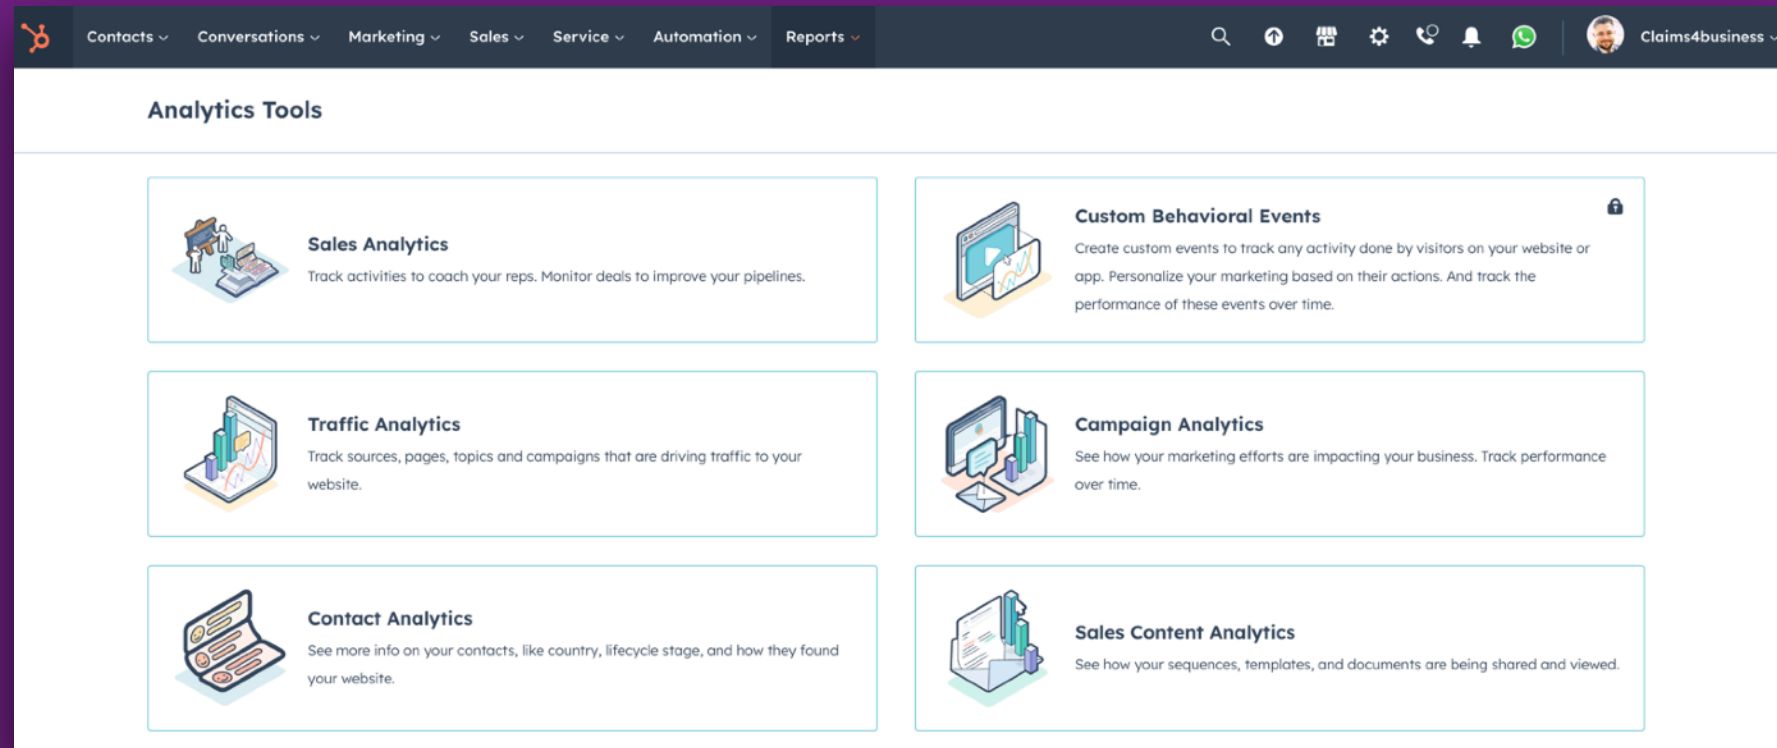 Contacts
Conversations
Marketing
Sales
Service
Automation
Reports
Claims4business
Analytics Tools
Sales Analytics
Track activities to coach your reps. Monitor deals to improve your pipelines.
Custom Behavioral Events
Create custom events to track any activity done by visitors on your website or
app. Personalize your marketing based on their actions. And track the
performance of these events over time.
Traffic Analytics
Track sources, pages, topics and campaigns that are driving traffic to your
website.
Campaign Analytics
See how your marketing efforts are impacting your business. Track performance
over time.
Contact Analytics
See more info on your contacts, like country, lifecycle stage, and how they found
your website.
Sales Content Analytics
See how your sequences, templates, and documents are being shared and viewed.